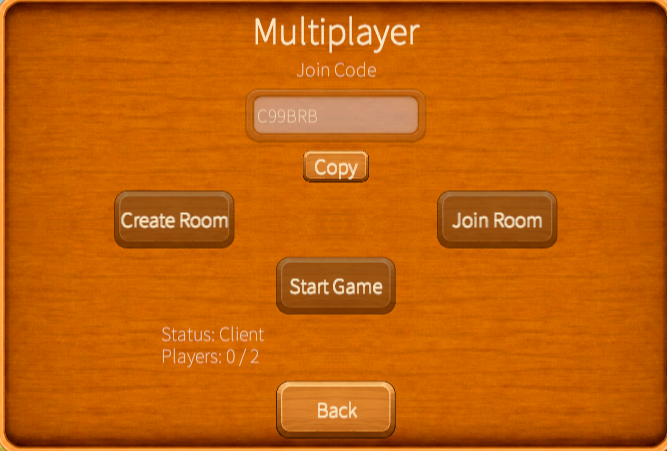 Multiplayer
Join Code
C99BRB
Copy
Create Room
Join Room
Start Game
Status: Client
Players: 0 / 2
Back